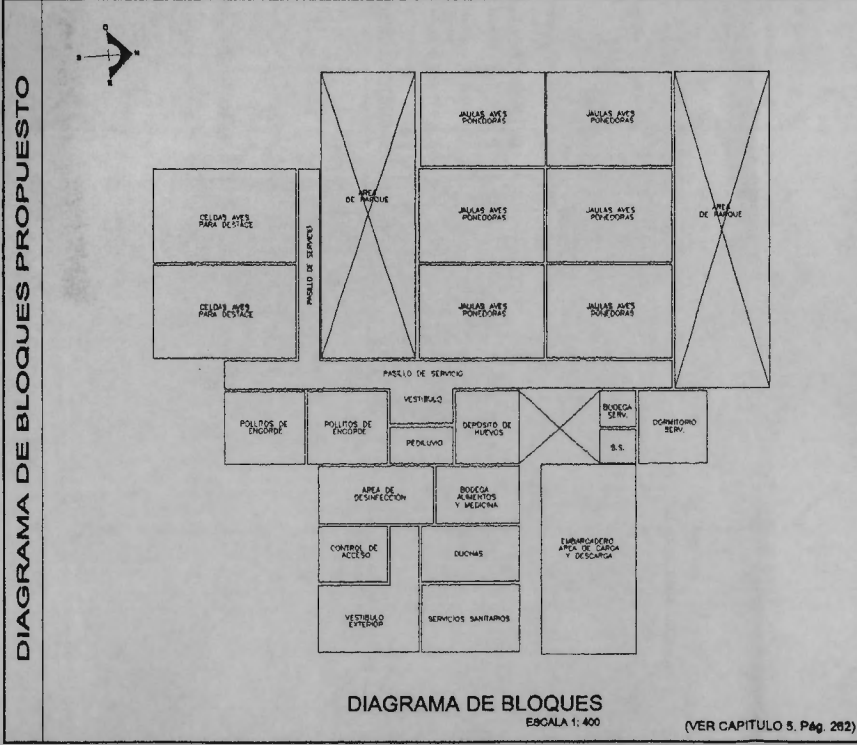 DIAGRAMA DE BLOQUES PROPUESTO
O
S
N
E
JAULAS AVES
PONEDORAS
JAULAS AVES
PONEDORAS
AREA
DE PARQUE
AREA
DE PARQUE
CELDAS AVES
PARA DESTACE
PASILLO DE SERVICIO
JAULAS AVES
PONEDORAS
JAULAS AVES
PONEDORAS
CELDAS AVES
PARA DESTACE
JAULAS AVES
PONEDORAS
JAULAS AVES
PONEDORAS
PASILLO DE SERVICIO
POLLITOS DE
ENGORDE
POLLITOS DE
ENGORDE
VESTIBULO
PEDILUVIO
DEPOSITO DE
HUEVOS
BODEGA
SERV.
S.S.
DORMITORIO
SERV.
AREA DE
DESINFECCIÓN
BODEGA
ALIMENTOS
Y MEDICINA
CONTROL DE
ACCESO
DUCHAS
EMBARCADERO
AREA DE CARGA
Y DESCARGA
VESTIBULO
EXTERIOR
SERVICIOS SANITARIOS
DIAGRAMA DE BLOQUES
ESCALA 1: 400
(VER CAPITULO 5. Pág. 262)